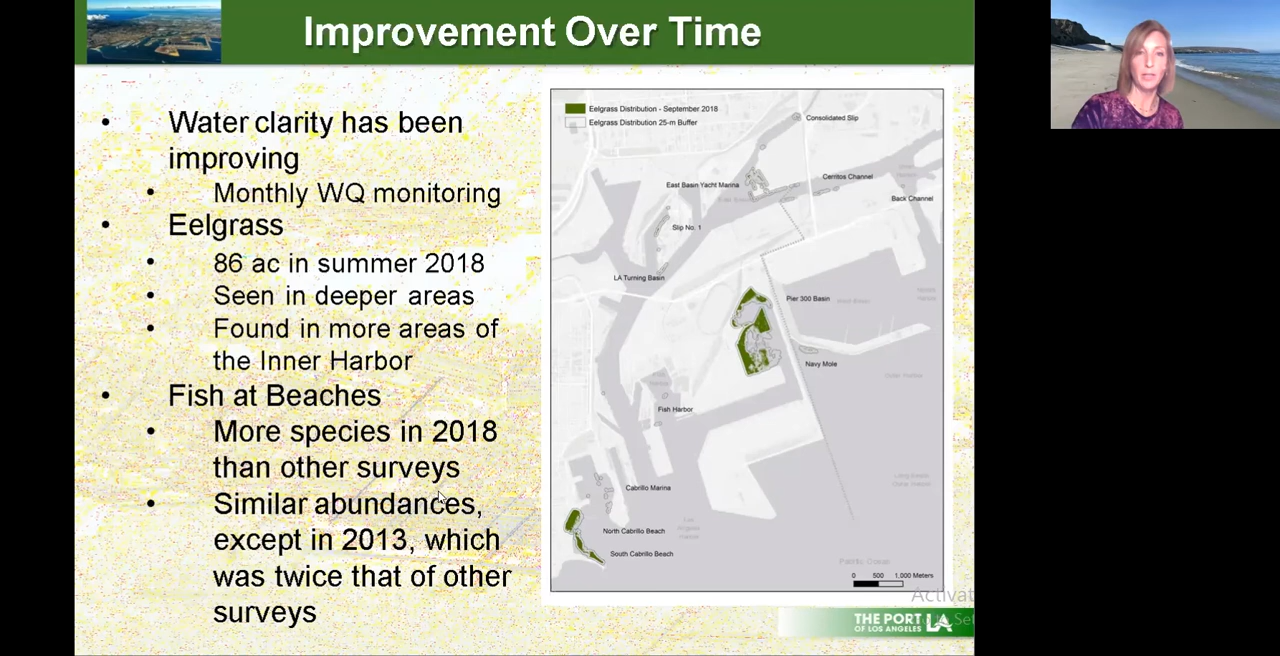 Improvement Over Time
• Water clarity has been
improving
• Monthly WQ monitoring
• Eelgrass
• 86 ac in summer 2018
• Seen in deeper areas
• Found in more areas of
the Inner Harbor
• Fish at Beaches
• More species in 2018
than other surveys
• Similar abundances,
except in 2013, which
was twice that of other
surveys
Eelgrass Distribution - September 2018
Eelgrass Distribution 25-m Buffer
Consolidated Slip
East Basin Yacht Marina
Cerritos Channel
Back Channel
Slip No. 1
LA Turning Basin
Pier 300 Basin
Navy Mole
Fish Harbor
Cabrillo Marina
North Cabrillo Beach
South Cabrillo Beach
Los
Angeles
Harbor
Outer Harbor
Pacific Ocean
0 500 1,000 Meters
Activat
THE PORT
OF LOS ANGELES LA